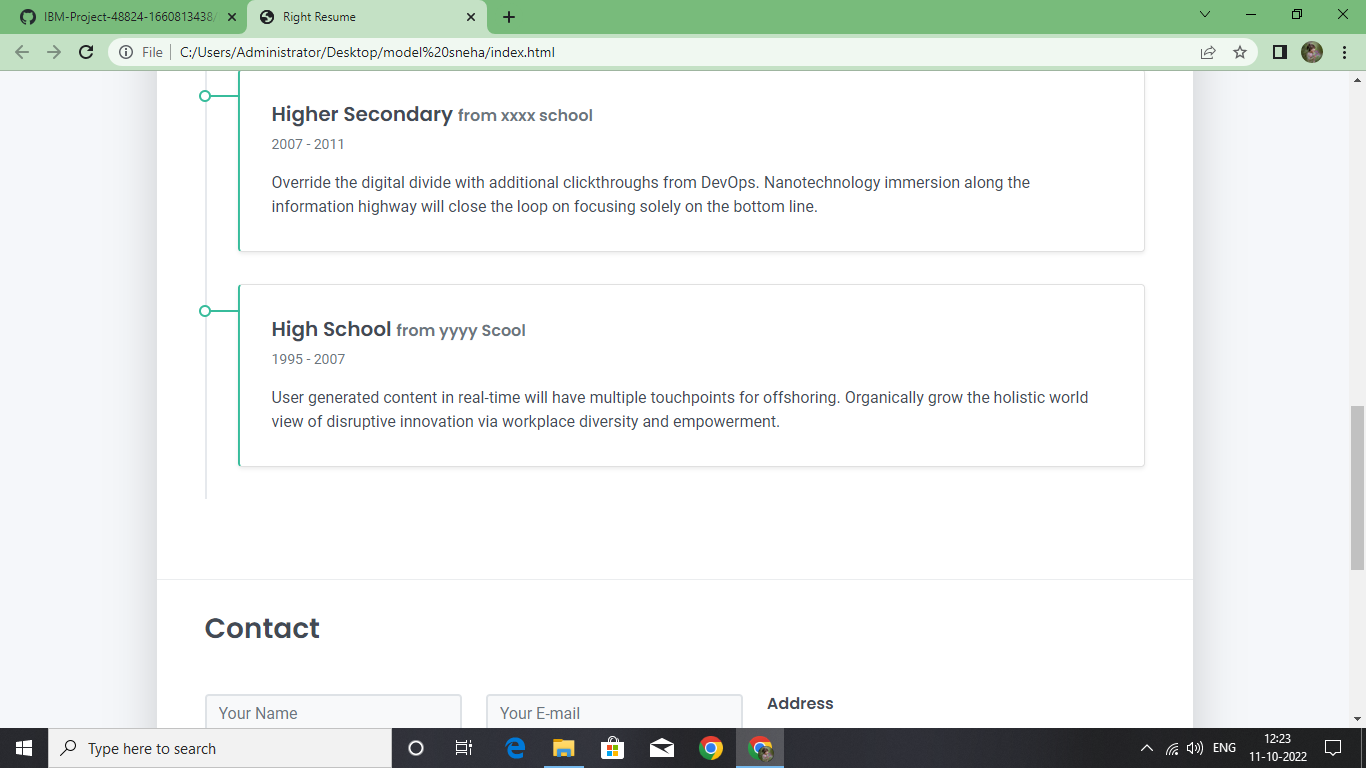 IBM-Project-48824-1660813438/
Right Resume
File
C:/Users/Administrator/Desktop/model%20sneha/index.html
Higher Secondary from xxxx school
2007 - 2011
Override the digital divide with additional clickthroughs from DevOps. Nanotechnology immersion along the
information highway will close the loop on focusing solely on the bottom line.
High School from yyyy Scool
1995 - 2007
User generated content in real-time will have multiple touchpoints for offshoring. Organically grow the holistic world
view of disruptive innovation via workplace diversity and empowerment.
Contact
Your Name
Your E-mail
Address
Type here to search
ENG
12:23
11-10-2022